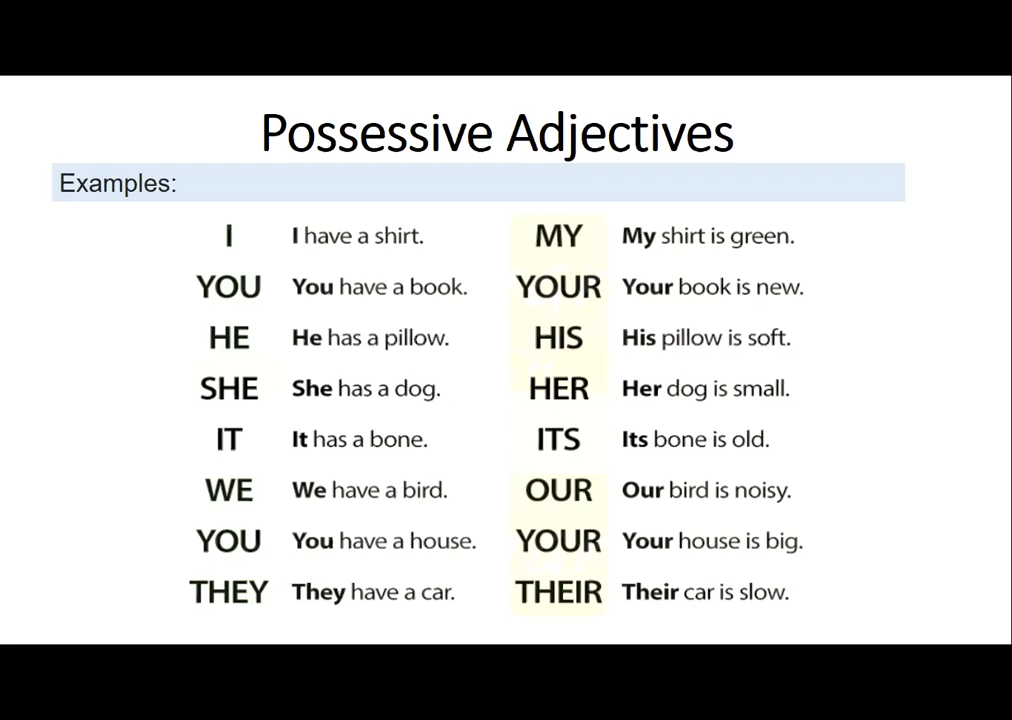 Possessive Adjectives
Examples:
I I have a shirt. MY My shirt is green.
YOU You have a book. YOUR Your book is new.
HE He has a pillow. HIS His pillow is soft.
SHE She has a dog. HER Her dog is small.
IT It has a bone. ITS Its bone is old.
WE We have a bird. OUR Our bird is noisy.
YOU You have a house. YOUR Your house is big.
THEY They have a car. THEIR Their car is slow.